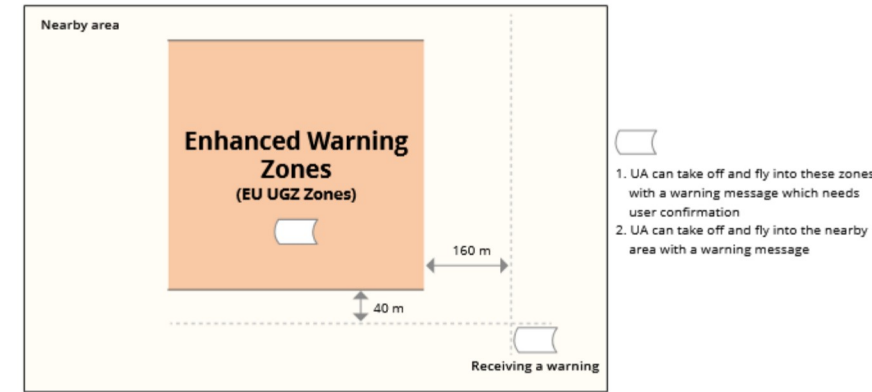 Nearby area
Enhanced Warning
Zones
(EU UGZ Zones)
160 m
40 m
Receiving a warning
1. UA can take off and fly into these zones
with a warning message which needs
user confirmation
2. UA can take off and fly into the nearby
area with a warning message